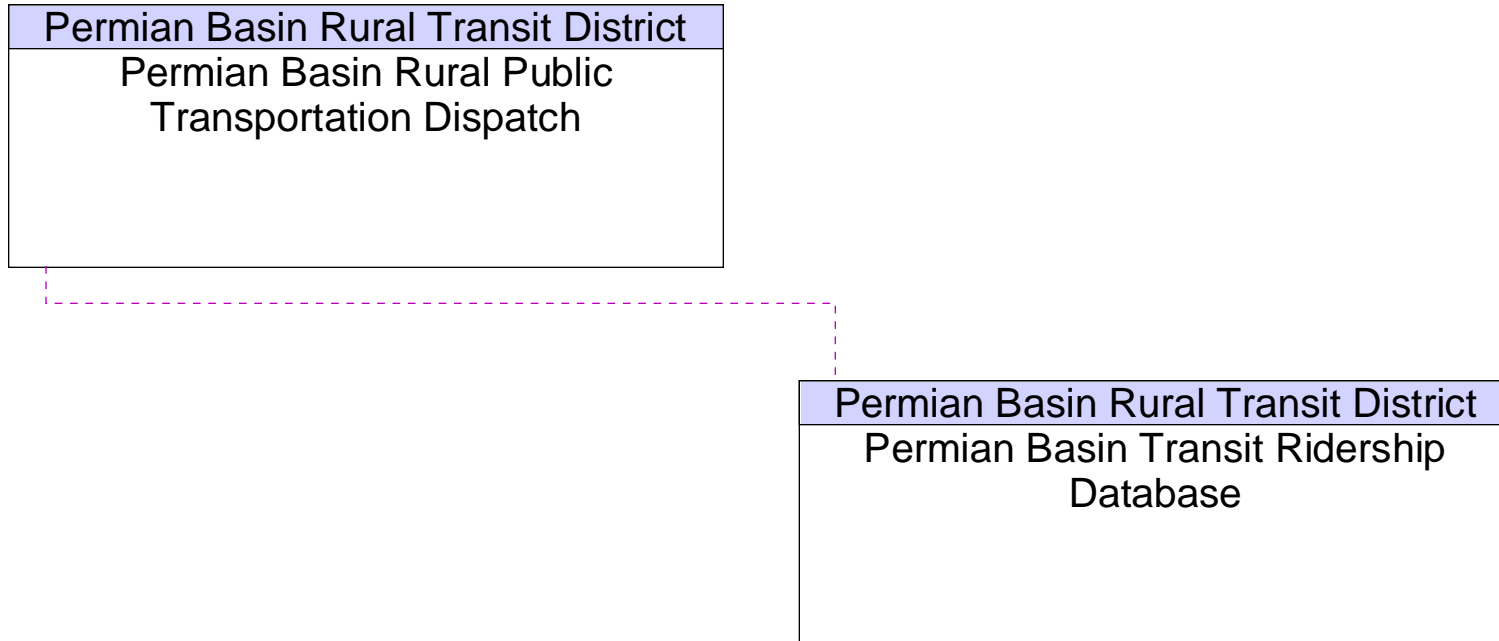 Permian Basin Rural Transit District
Permian Basin Rural Public
Transportation Dispatch
Permian Basin Rural Transit District
Permian Basin Transit Ridership
Database